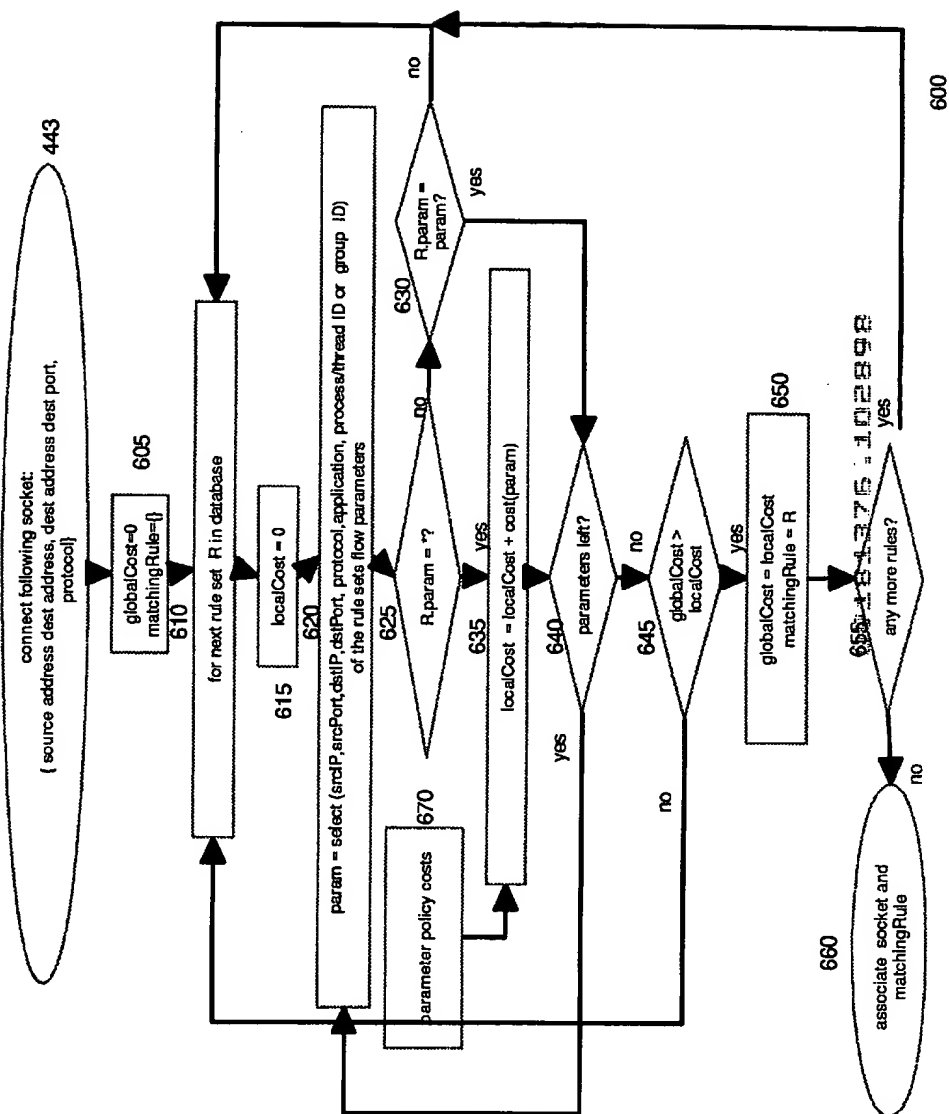 connect following socket:
{ source address dest address, dest address dest port,
protocol}
443
globalCost=0
matchingRule={}
605
610
for next rule set R in database
localCost = 0
615
620
param = select (srcIP,srcPort,dstIP,dstPort, protocol,application, process/thread ID or group ID)
of the rule sets flow parameters
625
R.param = *?
no
630
R.param =
param?
no
yes
yes
635
670
parameter policy costs
localCost = localCost + cost(param)
640
parameters left?
yes
no
645
globalCost >
localCost
no
yes
650
globalCost = localCost
matchingRule = R
655
any more rules?
yes
no
660
associate socket and
matchingRule
600